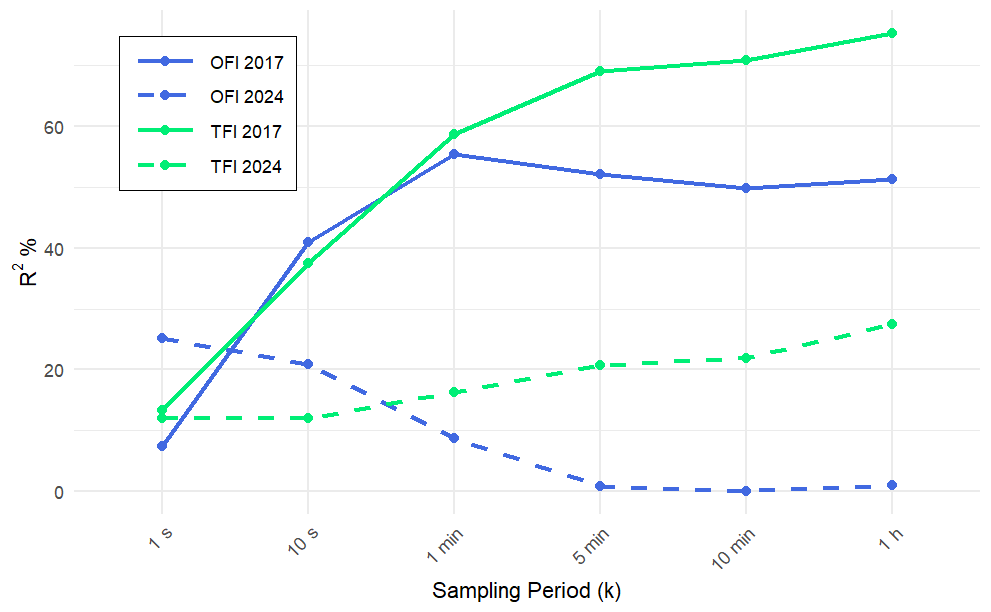 OFI 2017
OFI 2024
TFI 2017
TFI 2024
60
40
20
0
R² %
1 s
10 s
1 min
5 min
10 min
1 h
Sampling Period (k)